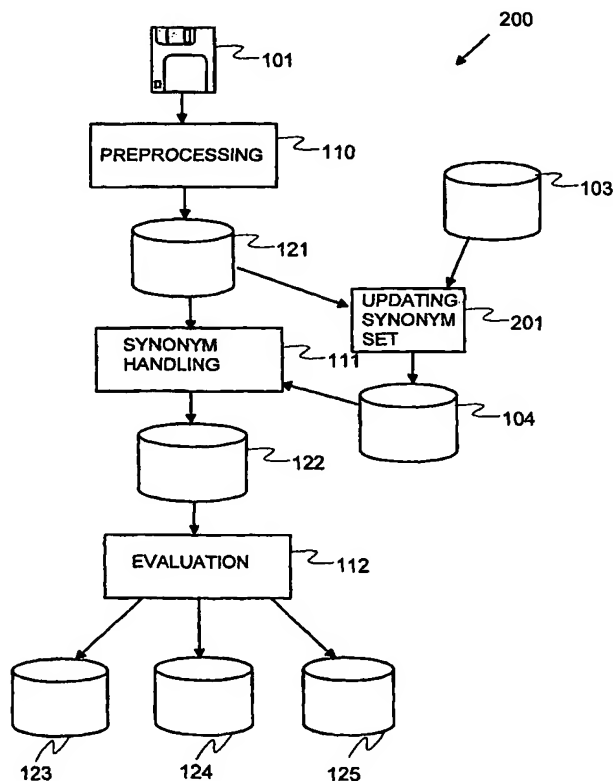 200
101
PREPROCESSING
110
103
121
UPDATING
SYNONYM
SET
201
SYNONYM
HANDLING
111
104
122
EVALUATION
112
123
124
125